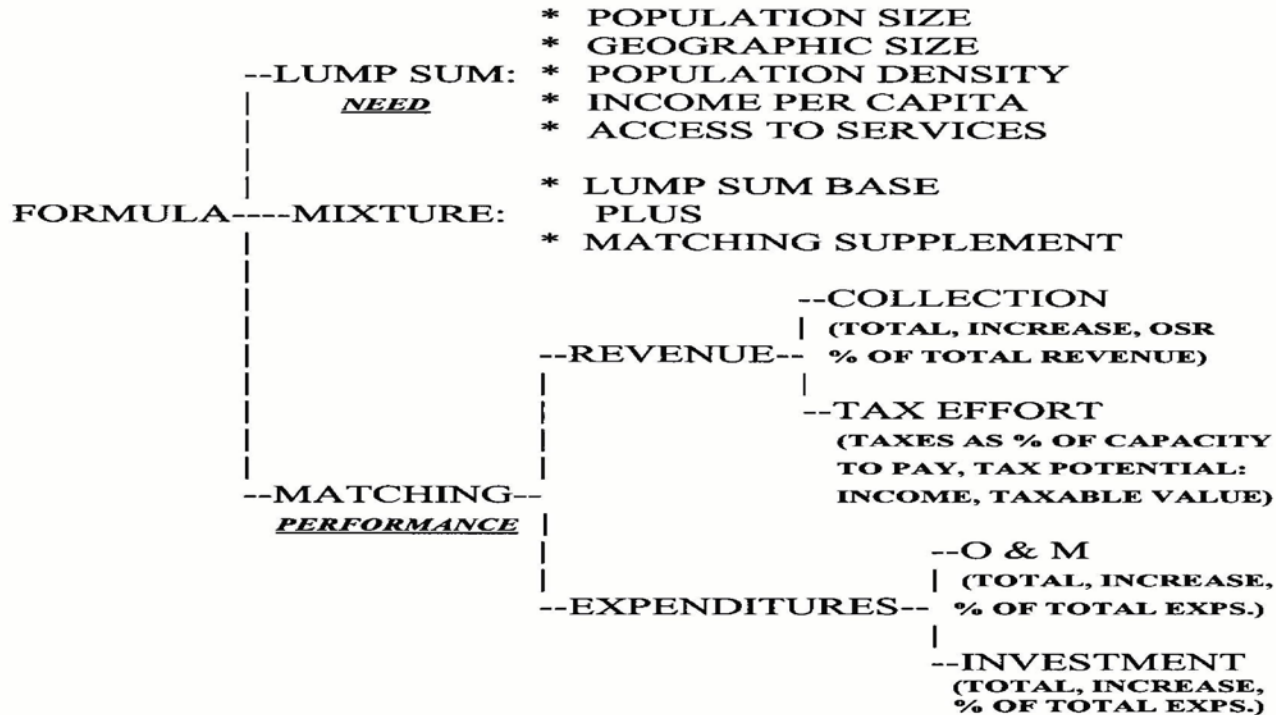 * POPULATION SIZE
* GEOGRAPHIC SIZE
--LUMP SUM: * POPULATION DENSITY
NEED * INCOME PER CAPITA
* ACCESS TO SERVICES
* LUMP SUM BASE
FORMULA----MIXTURE: PLUS
* MATCHING SUPPLEMENT
--COLLECTION
(TOTAL, INCREASE, OSR
--REVENUE-- % OF TOTAL REVENUE)
--TAX EFFORT
(TAXES AS % OF CAPACITY
TO PAY, TAX POTENTIAL:
--MATCHING-- INCOME, TAXABLE VALUE)
PERFORMANCE
--O & M
(TOTAL, INCREASE,
--EXPENDITURES-- % OF TOTAL EXPS.)
--INVESTMENT
(TOTAL, INCREASE,
% OF TOTAL EXPS.)